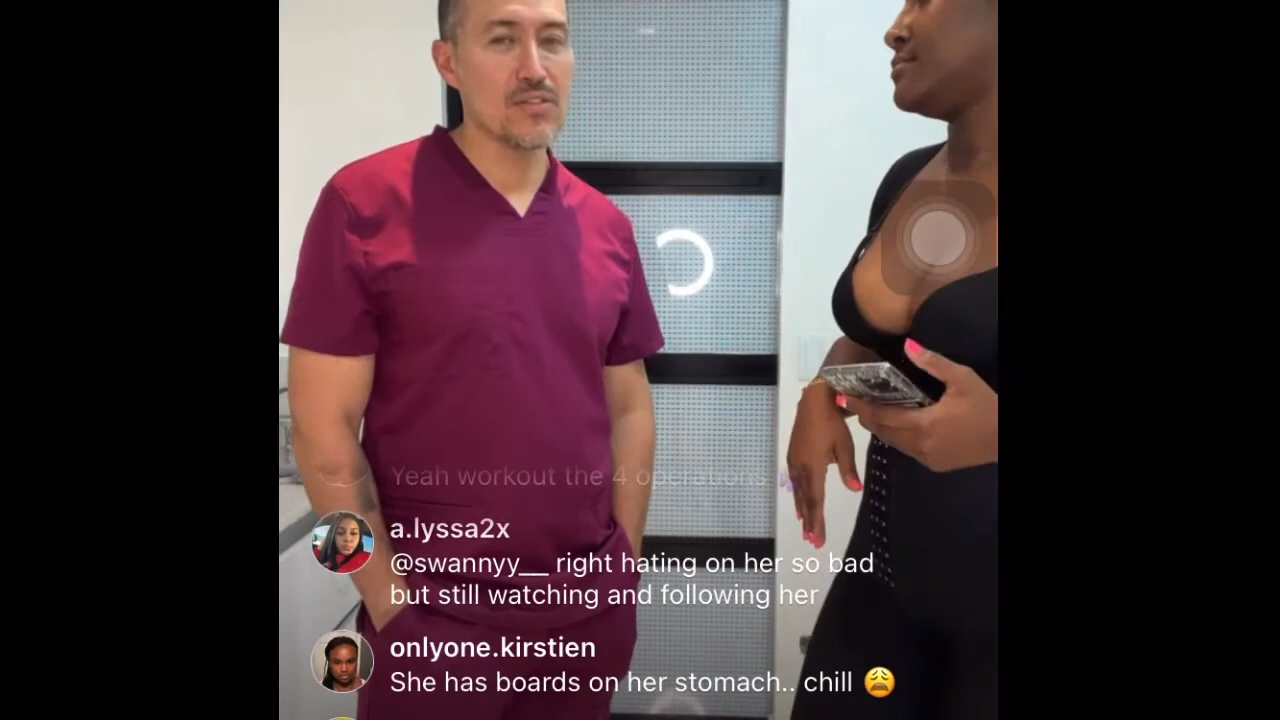 Yeah workout the 4 operations
a.lyssa2x
@swannyy__ right hating on her so bad
but still watching and following her
onlyone.kirstien
She has boards on her stomach.. chill 😩